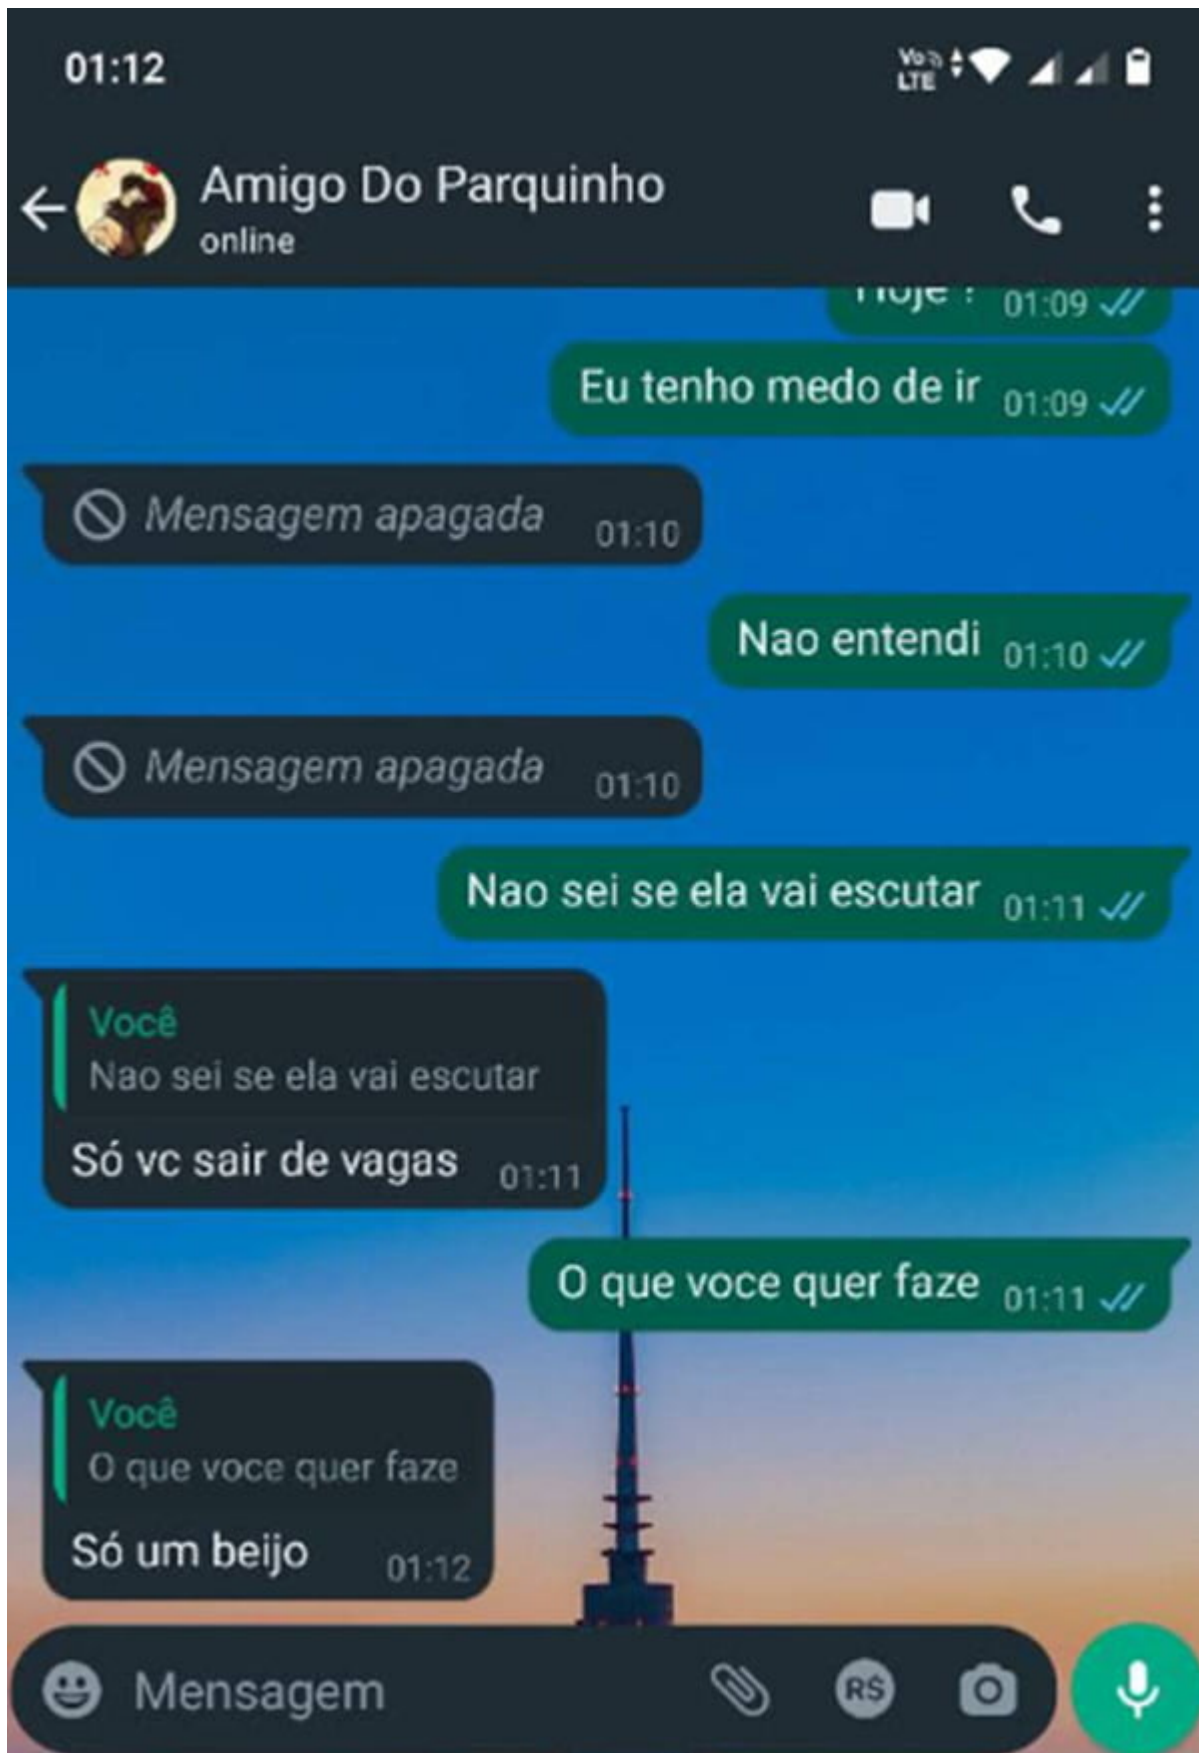 01:12
Vo
LTE
Amigo Do Parquinho
online
Hoje ? 01:09
Eu tenho medo de ir 01:09
Mensagem apagada 01:10
Nao entendi 01:10
Mensagem apagada 01:10
Nao sei se ela vai escutar 01:11
Você
Nao sei se ela vai escutar
Só vc sair de vagas 01:11
O que voce quer faze 01:11
Você
O que voce quer faze
Só um beijo 01:12
Mensagem
R$